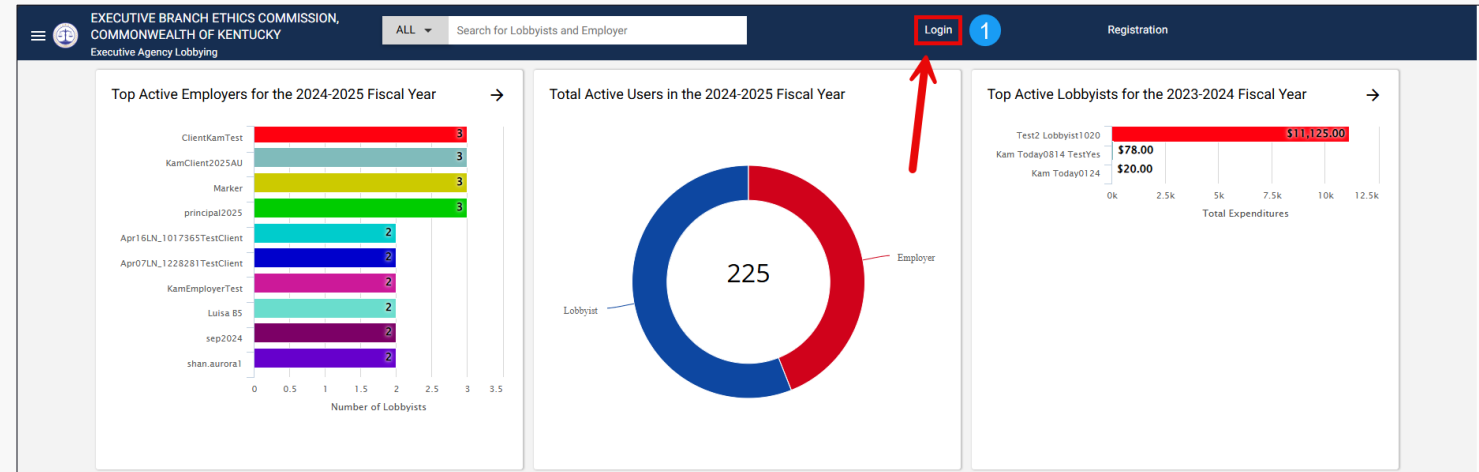 EXECUTIVE BRANCH ETHICS COMMISSION,
COMMONWEALTH OF KENTUCKY
Executive Agency Lobbying
ALL
Search for Lobbyists and Employer
Login
1
Registration
Top Active Employers for the 2024-2025 Fiscal Year
ClientKamTest
3
KamClient2025AU
3
Marker
3
principal2025
3
Apr16LN_1017365TestClient
2
Apr07LN_1228281TestClient
2
KamEmployerTest
2
Luisa B5
2
sep2024
2
shan.aurora1
2
0 0.5 1 1.5 2 2.5 3 3.5
Number of Lobbyists
Total Active Users in the 2024-2025 Fiscal Year
Employer
225
Lobbyist
Top Active Lobbyists for the 2023-2024 Fiscal Year
Test2 Lobbyist1020
$11,125.00
Kam Today0814 TestYes
$78.00
Kam Today0124
$20.00
0k 2.5k 5k 7.5k 10k 12.5k
Total Expenditures